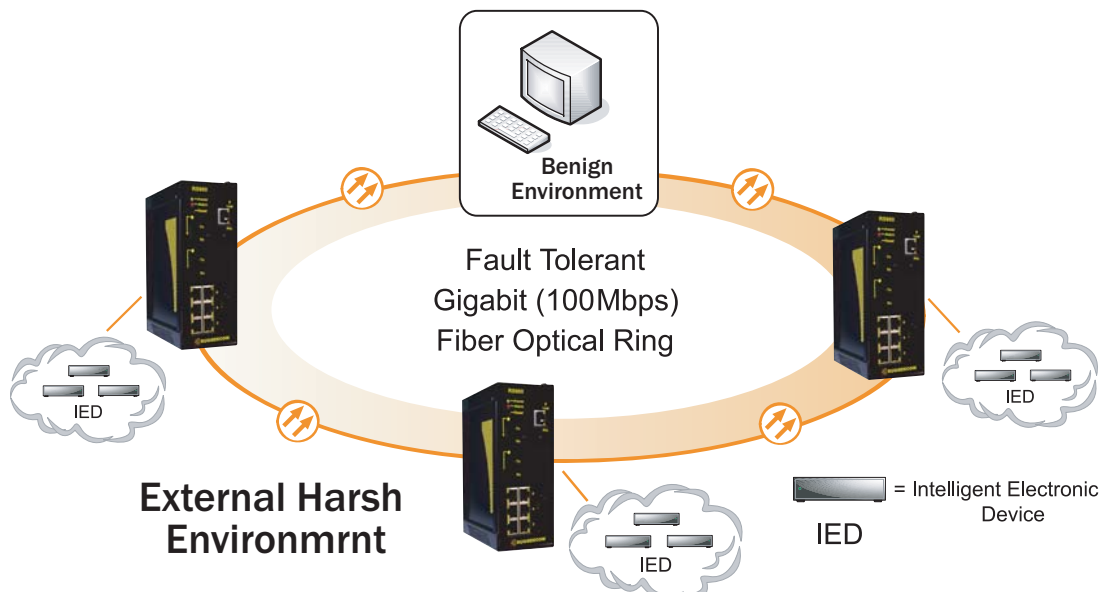 Benign
Environment
Fault Tolerant
Gigabit (100Mbps)
Fiber Optical Ring
IED
IED
External Harsh
Environmrnt
IED
= Intelligent Electronic
Device
IED